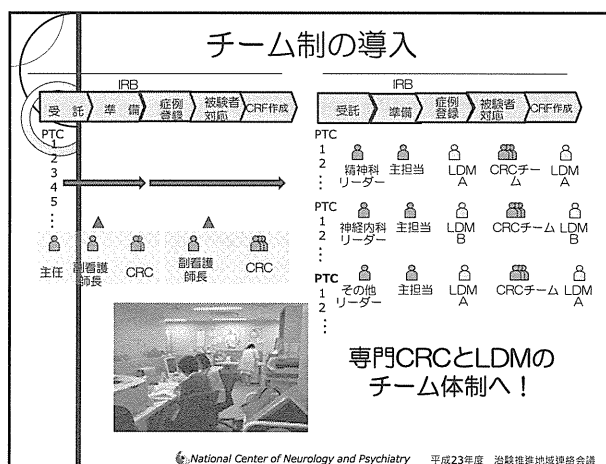 チーム制の導入
IRB
受 託
準 備
症例
登録
被験者
対応
CRF作成
PTC
1
2
3
4
5
⋮
主任
副看護
師長
CRC
副看護
師長
CRC
IRB
受託
準備
症例
登録
被験者
対応
CRF作成
PTC
1
2
⋮
精神科
リーダー
主担当
LDM
A
CRCチー
ム
LDM
A
PTC
1
2
⋮
神経内科
リーダー
主担当
LDM
B
CRCチーム
LDM
B
PTC
1
2
⋮
その他
リーダー
主担当
LDM
A
CRCチーム
LDM
A
専門CRCとLDMの
チーム体制へ！
National Center of Neurology and Psychiatry
平成23年度 治験推進地域連絡会議